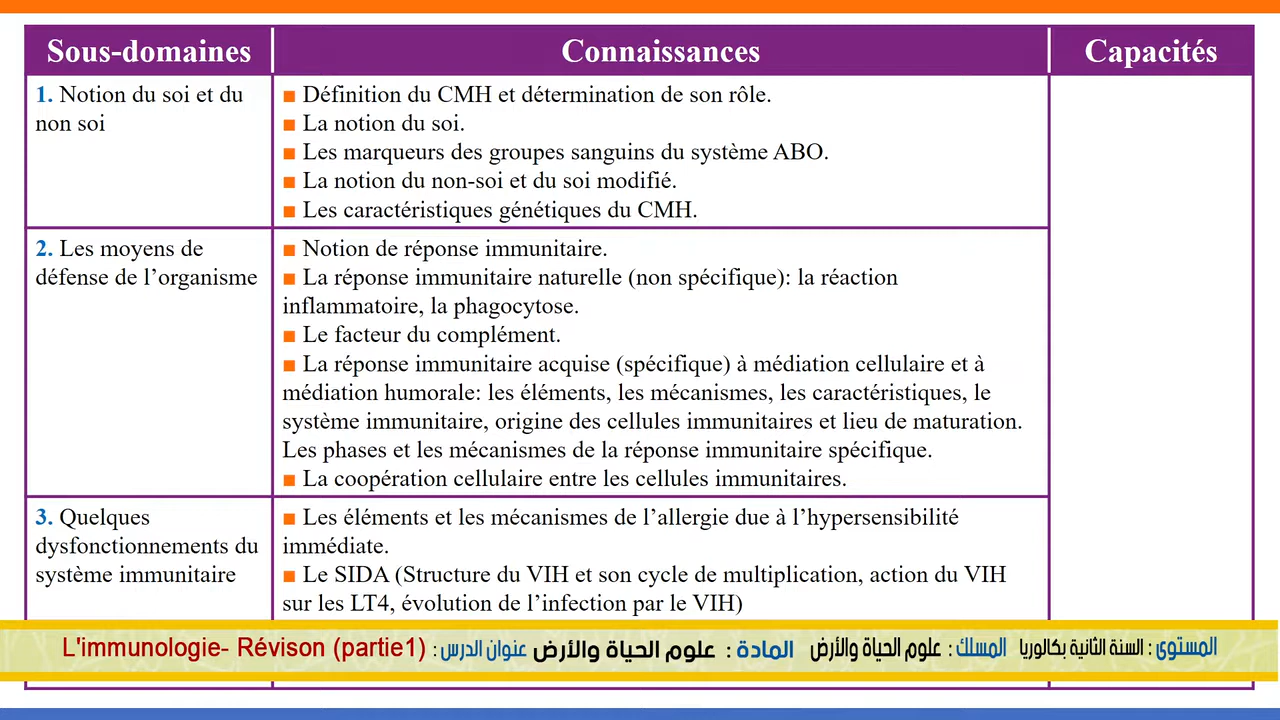 Sous-domaines
Connaissances
Capacités
1. Notion du soi et du
non soi
■ Définition du CMH et détermination de son rôle.
■ La notion du soi.
■ Les marqueurs des groupes sanguins du système ABO.
■ La notion du non-soi et du soi modifié.
■ Les caractéristiques génétiques du CMH.
2. Les moyens de
défense de l’organisme
■ Notion de réponse immunitaire.
■ La réponse immunitaire naturelle (non spécifique): la réaction
inflammatoire, la phagocytose.
■ Le facteur du complément.
■ La réponse immunitaire acquise (spécifique) à médiation cellulaire et à
médiation humorale: les éléments, les mécanismes, les caractéristiques, le
système immunitaire, origine des cellules immunitaires et lieu de maturation.
Les phases et les mécanismes de la réponse immunitaire spécifique.
■ La coopération cellulaire entre les cellules immunitaires.
3. Quelques
dysfonctionnements du
système immunitaire
■ Les éléments et les mécanismes de l’allergie due à l’hypersensibilité
immédiate.
■ Le SIDA (Structure du VIH et son cycle de multiplication, action du VIH
sur les LT4, évolution de l’infection par le VIH)
المستوى : السنة الثانية بكالوريا المسلك : علوم الحياة والأرض المادة : علوم الحياة والأرض عنوان الدرس : L'immunologie- Révison (partie1)